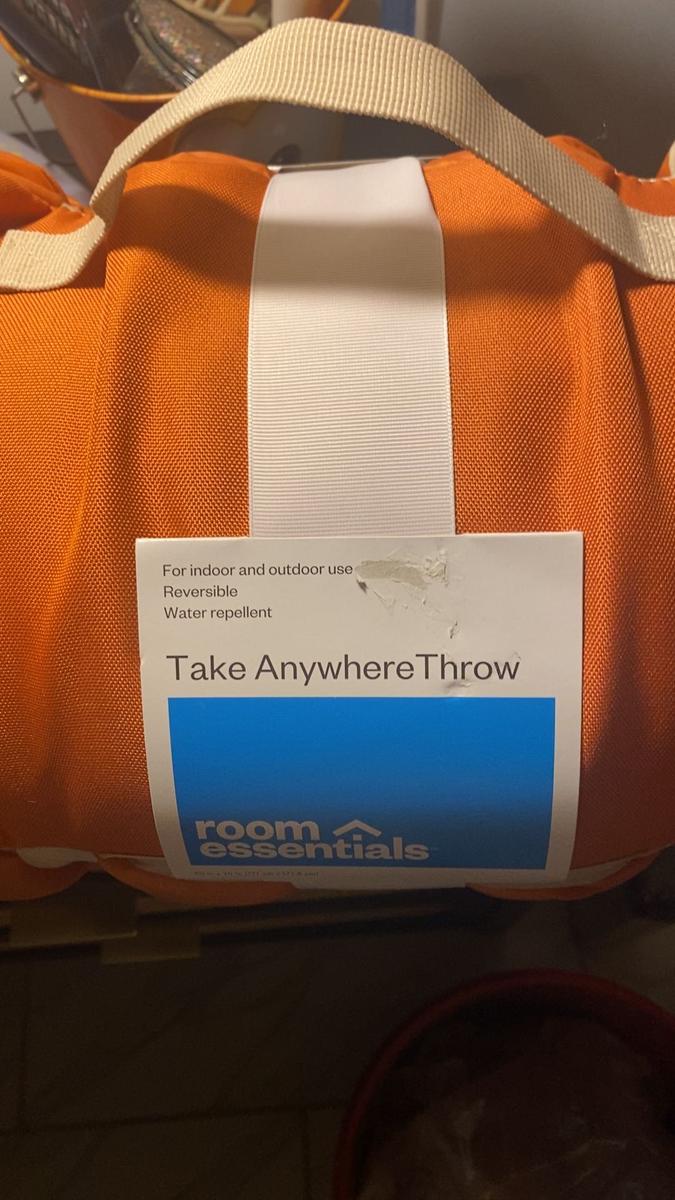 For indoor and outdoor use
Reversible
Water repellent
Take AnywhereThrow
room
essentials